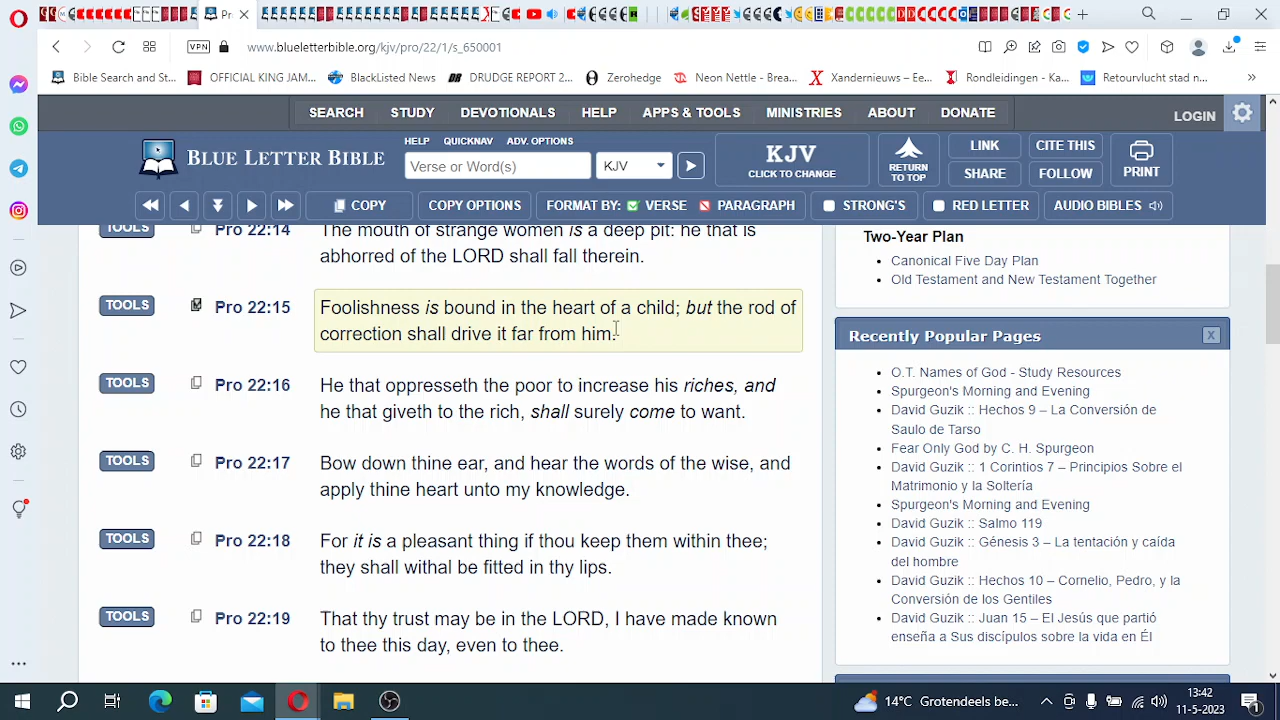 Pr
VPN
www.blueletterbible.org/kjv/pro/22/1/s_650001
Bible Search and St...
OFFICIAL KING JAM...
BlackListed News
DRUDGE REPORT 2...
Zerohedge
Neon Nettle - Brea...
Xandernieuws – Ee...
Rondleidingen - Ka...
Retourvlucht stad n...
SEARCH
STUDY
DEVOTIONALS
HELP
APPS & TOOLS
MINISTRIES
ABOUT
DONATE
LOGIN
BLUE LETTER BIBLE
HELP
QUICKNAV
ADV. OPTIONS
Verse or Word(s)
KJV
KJV
CLICK TO CHANGE
RETURN
TO TOP
LINK
CITE THIS
SHARE
FOLLOW
PRINT
COPY
COPY OPTIONS
FORMAT BY: VERSE PARAGRAPH
STRONG'S
RED LETTER
AUDIO BIBLES
TOOLS Pro 22:14 The mouth of strange women is a deep pit: he that is
abhorred of the LORD shall fall therein.
TOOLS Pro 22:15 Foolishness is bound in the heart of a child; but the rod of
correction shall drive it far from him.
TOOLS Pro 22:16 He that oppresseth the poor to increase his riches, and
he that giveth to the rich, shall surely come to want.
TOOLS Pro 22:17 Bow down thine ear, and hear the words of the wise, and
apply thine heart unto my knowledge.
TOOLS Pro 22:18 For it is a pleasant thing if thou keep them within thee;
they shall withal be fitted in thy lips.
TOOLS Pro 22:19 That thy trust may be in the LORD, I have made known
to thee this day, even to thee.
Two-Year Plan
Canonical Five Day Plan
Old Testament and New Testament Together
Recently Popular Pages
X
O.T. Names of God - Study Resources
Spurgeon's Morning and Evening
David Guzik :: Hechos 9 – La Conversión de
Saulo de Tarso
Fear Only God by C. H. Spurgeon
David Guzik :: 1 Corintios 7 – Principios Sobre el
Matrimonio y la Soltería
Spurgeon's Morning and Evening
David Guzik :: Salmo 119
David Guzik :: Génesis 3 – La tentación y caída
del hombre
David Guzik :: Hechos 10 – Cornelio, Pedro, y la
Conversión de los Gentiles
David Guzik :: Juan 15 – El Jesús que partió
enseña a Sus discípulos sobre la vida en Él
14°C Grotendeels be...
13:42
11-5-2023
1